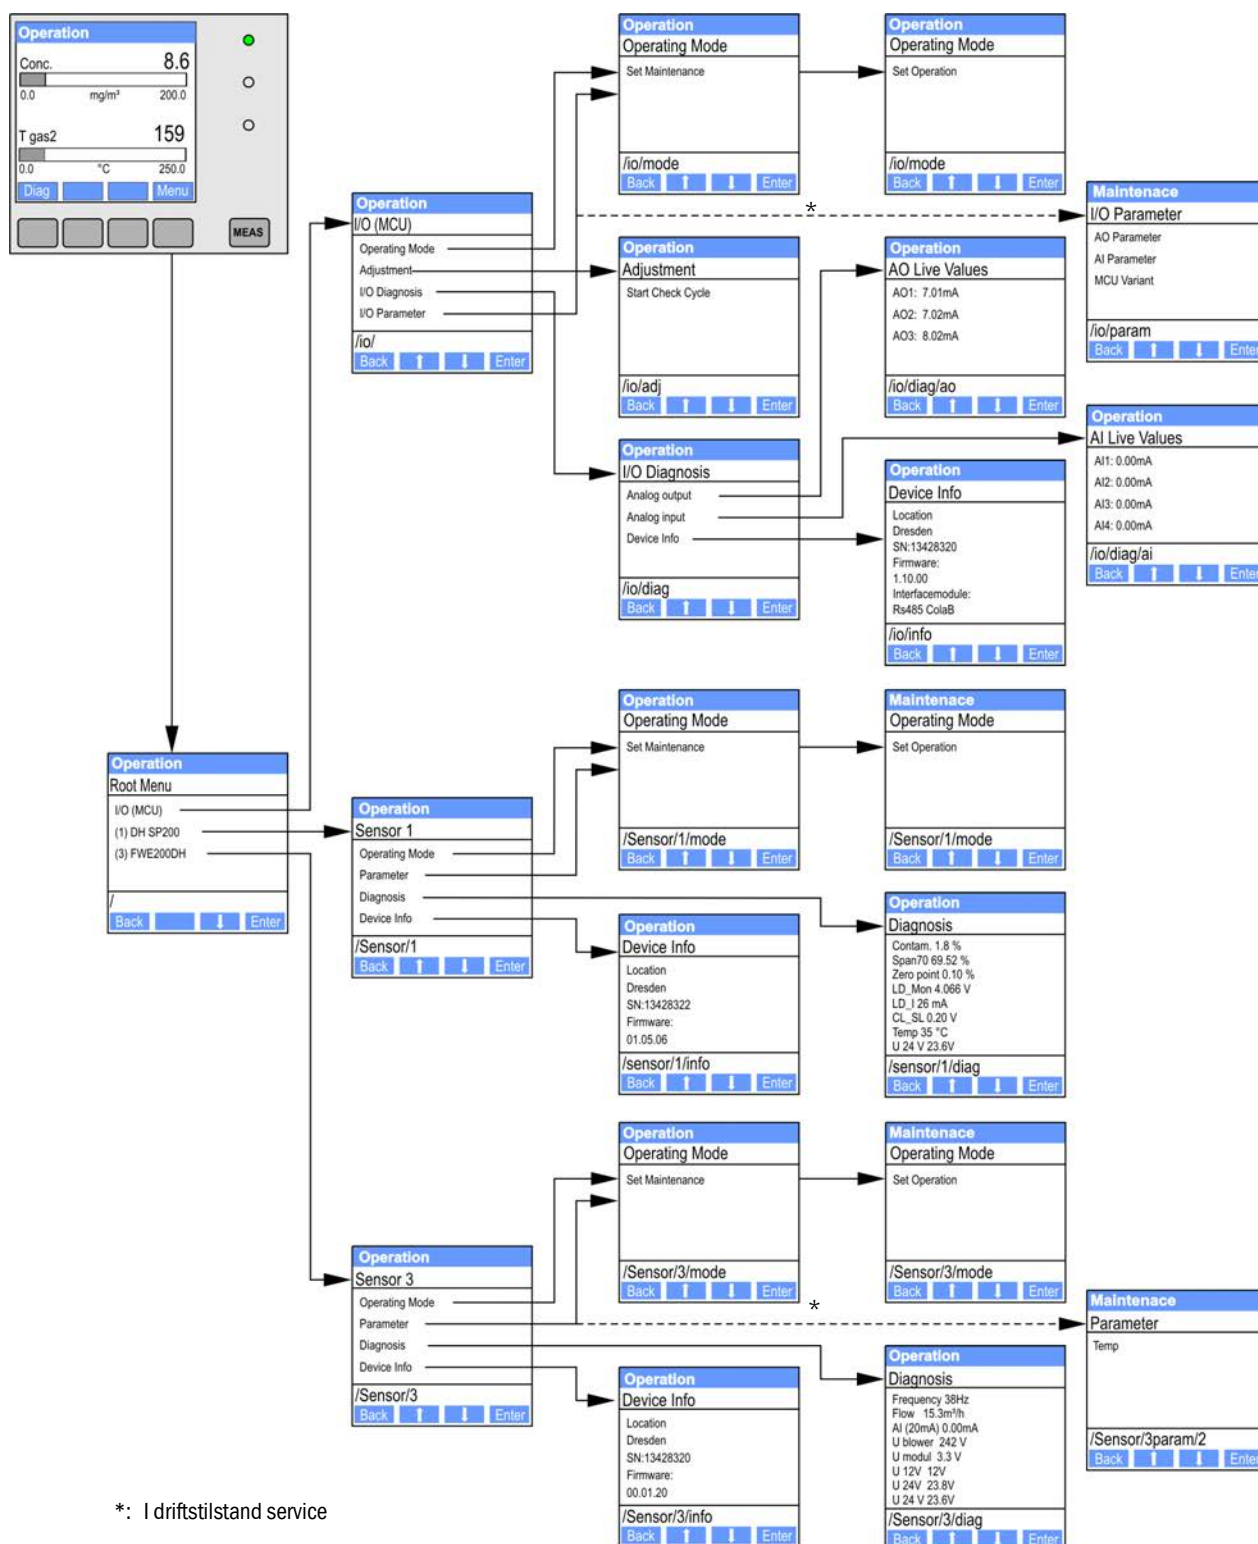 Operation
Conc. 8.6
0.0 mg/m³ 200.0
T gas2 159
0.0 °C 250.0
Diag Menu
MEAS
Operation
Root Menu
I/O (MCU)
(1) DH SP200
(3) FWE200DH
/
Back Enter
Operation
I/O (MCU)
Operating Mode
Adjustment
I/O Diagnosis
I/O Parameter
/io/
Back Enter
Operation
Operating Mode
Set Maintenance
/io/mode
Back Enter
Operation
Operating Mode
Set Operation
/io/mode
Back Enter
*
Maintenace
I/O Parameter
AO Parameter
AI Parameter
MCU Variant
/io/param
Back Enter
Operation
Adjustment
Start Check Cycle
/io/adj
Back Enter
Operation
AO Live Values
AO1: 7.01mA
AO2: 7.02mA
AO3: 8.02mA
/io/diag/ao
Back Enter
Operation
I/O Diagnosis
Analog output
Analog input
Device Info
/io/diag
Back Enter
Operation
AI Live Values
AI1: 0.00mA
AI2: 0.00mA
AI3: 0.00mA
AI4: 0.00mA
/io/diag/ai
Back Enter
Operation
Device Info
Location
Dresden
SN:13428320
Firmware:
1.10.00
Interfacemodule:
Rs485 ColaB
/io/info
Back Enter
Operation
Sensor 1
Operating Mode
Parameter
Diagnosis
Device Info
/Sensor/1
Back Enter
Operation
Operating Mode
Set Maintenance
/Sensor/1/mode
Back Enter
Maintenace
Operating Mode
Set Operation
/Sensor/1/mode
Back Enter
Operation
Device Info
Location
Dresden
SN:13428322
Firmware:
01.05.06
/sensor/1/info
Back Enter
Operation
Diagnosis
Contam. 1.8 %
Span70 69.52 %
Zero point 0.10 %
LD_Mon 4.066 V
LD_I 26 mA
CL_SL 0.20 V
Temp 35 °C
U 24 V 23.6V
/sensor/1/diag
Back Enter
Operation
Sensor 3
Operating Mode
Parameter
Diagnosis
Device Info
/Sensor/3
Back Enter
Operation
Operating Mode
Set Maintenance
/Sensor/3/mode
Back Enter
Maintenace
Operating Mode
Set Operation
/Sensor/3/mode
Back Enter
*
Maintenace
Parameter
Temp
/Sensor/3param/2
Back Enter
Operation
Device Info
Location
Dresden
SN:13428320
Firmware:
00.01.20
/Sensor/3/info
Back Enter
Operation
Diagnosis
Frequency 38Hz
Flow 15.3m³/h
AI (20mA) 0.00mA
U blower 242 V
U modul 3.3 V
U 12V 12V
U 24V 23.8V
U 24 V 23.6V
/Sensor/3/diag
Back Enter
*: I driftstilstand service